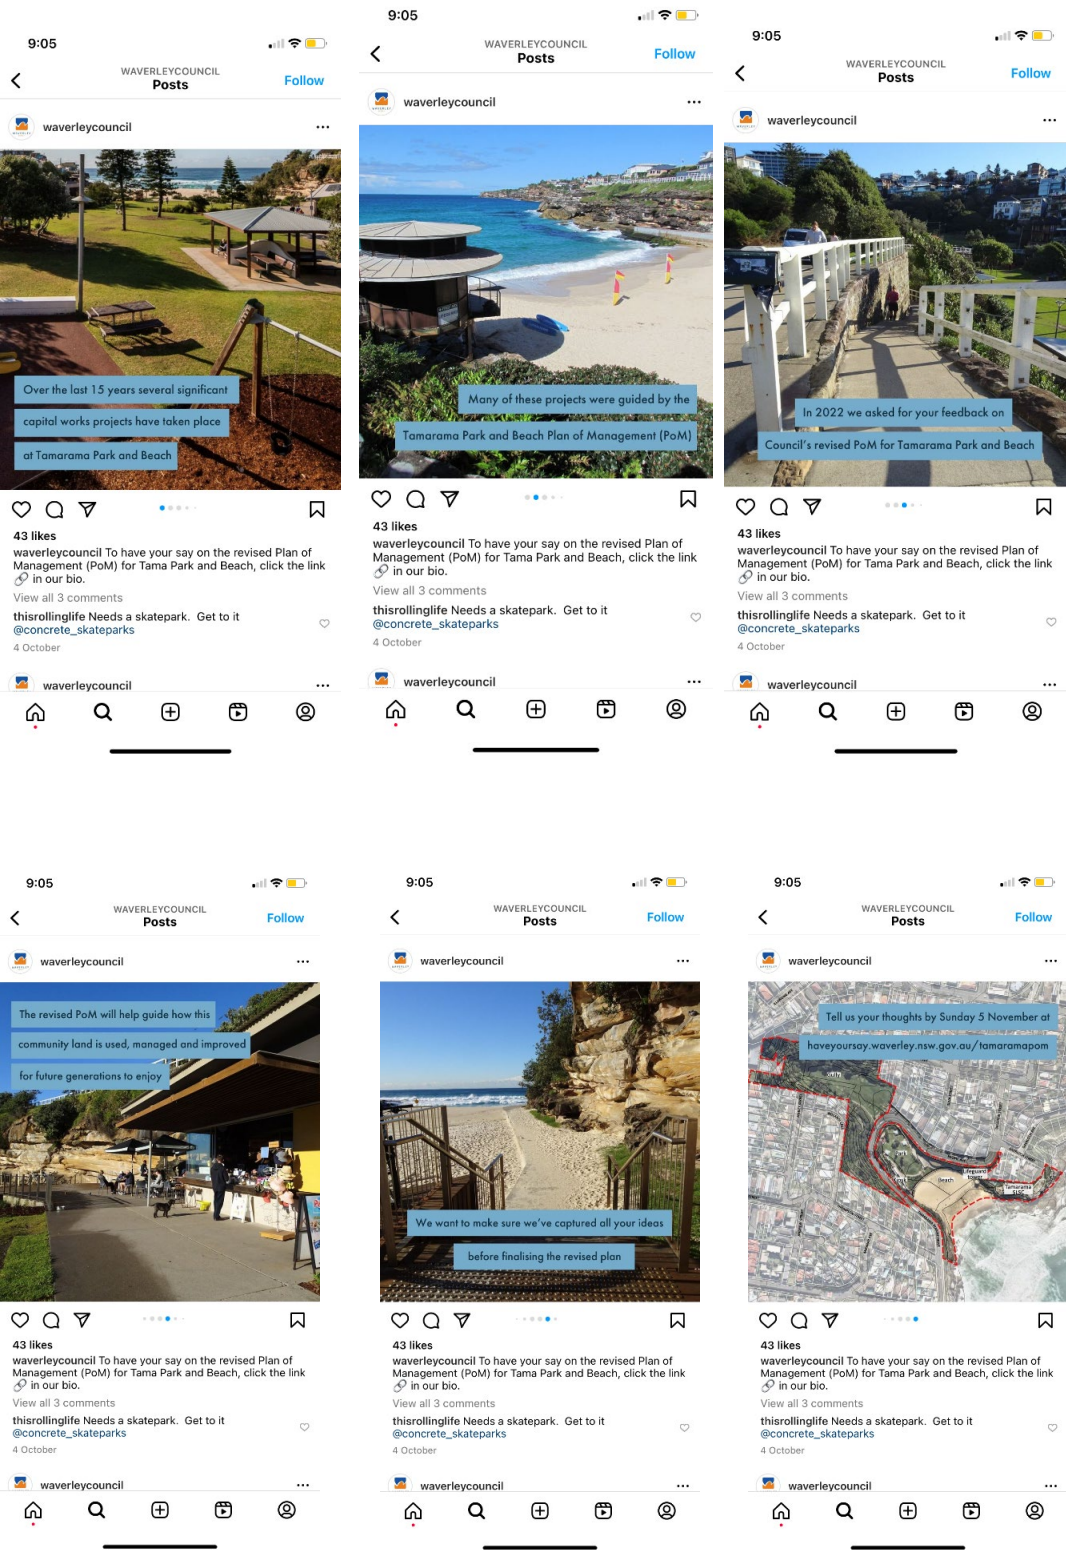 9:05
WAVERLEYCOUNCIL
Posts
Follow
waverleycouncil
Over the last 15 years several significant
capital works projects have taken place
at Tamarama Park and Beach
43 likes
waverleycouncil To have your say on the revised Plan of
Management (PoM) for Tama Park and Beach, click the link
🔗 in our bio.
View all 3 comments
thisrollinglife Needs a skatepark. Get to it
@concrete_skateparks
4 October
waverleycouncil
9:05
WAVERLEYCOUNCIL
Posts
Follow
waverleycouncil
Many of these projects were guided by the
Tamarama Park and Beach Plan of Management (PoM)
43 likes
waverleycouncil To have your say on the revised Plan of
Management (PoM) for Tama Park and Beach, click the link
🔗 in our bio.
View all 3 comments
thisrollinglife Needs a skatepark. Get to it
@concrete_skateparks
4 October
waverleycouncil
9:05
WAVERLEYCOUNCIL
Posts
Follow
waverleycouncil
In 2022 we asked for your feedback on
Council's revised PoM for Tamarama Park and Beach
43 likes
waverleycouncil To have your say on the revised Plan of
Management (PoM) for Tama Park and Beach, click the link
🔗 in our bio.
View all 3 comments
thisrollinglife Needs a skatepark. Get to it
@concrete_skateparks
4 October
waverleycouncil
9:05
WAVERLEYCOUNCIL
Posts
Follow
waverleycouncil
The revised PoM will help guide how this
community land is used, managed and improved
for future generations to enjoy
43 likes
waverleycouncil To have your say on the revised Plan of
Management (PoM) for Tama Park and Beach, click the link
🔗 in our bio.
View all 3 comments
thisrollinglife Needs a skatepark. Get to it
@concrete_skateparks
4 October
waverleycouncil
9:05
WAVERLEYCOUNCIL
Posts
Follow
waverleycouncil
We want to make sure we've captured all your ideas
before finalising the revised plan
43 likes
waverleycouncil To have your say on the revised Plan of
Management (PoM) for Tama Park and Beach, click the link
🔗 in our bio.
View all 3 comments
thisrollinglife Needs a skatepark. Get to it
@concrete_skateparks
4 October
waverleycouncil
9:05
WAVERLEYCOUNCIL
Posts
Follow
waverleycouncil
Tell us your thoughts by Sunday 5 November at
haveyoursay.waverley.nsw.gov.au/tamaramapom
Gully
Park
Beach
Lifeguard
tower
Tamarama
SLSC
43 likes
waverleycouncil To have your say on the revised Plan of
Management (PoM) for Tama Park and Beach, click the link
🔗 in our bio.
View all 3 comments
thisrollinglife Needs a skatepark. Get to it
@concrete_skateparks
4 October
waverleycouncil